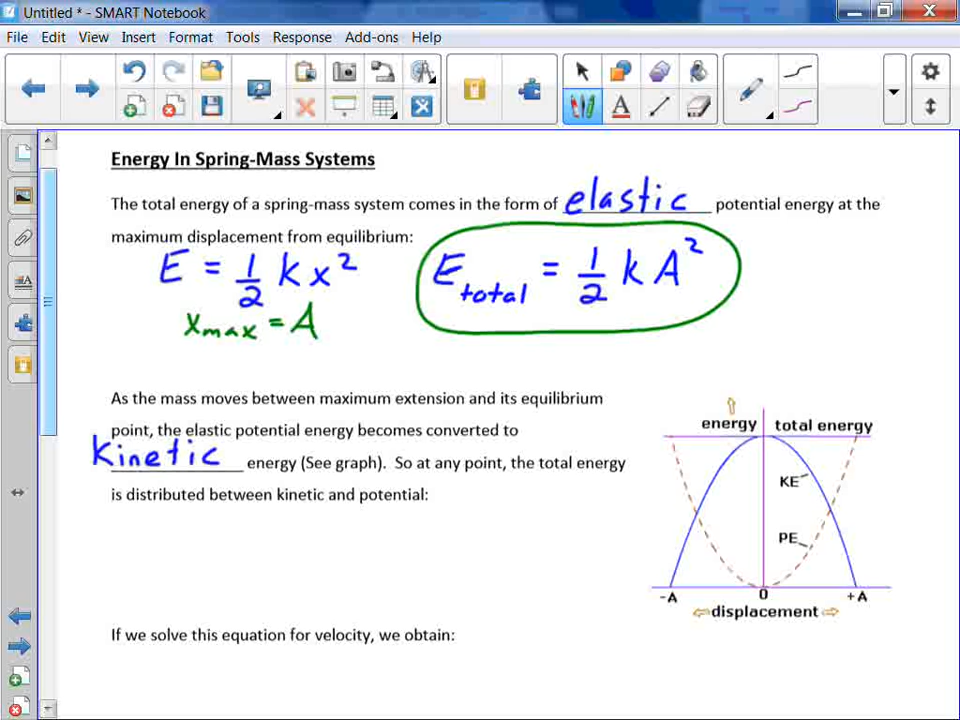 Untitled * - SMART Notebook
File Edit View Insert Format Tools Response Add-ons Help
Energy In Spring-Mass Systems
The total energy of a spring-mass system comes in the form of elastic potential energy at the
maximum displacement from equilibrium:
E = 1/2 k x² E total = 1/2 k A²
xmax = A
As the mass moves between maximum extension and its equilibrium
point, the elastic potential energy becomes converted to
Kinetic energy (See graph). So at any point, the total energy
is distributed between kinetic and potential:
energy total energy
KE
PE
-A 0 +A
displacement
If we solve this equation for velocity, we obtain: